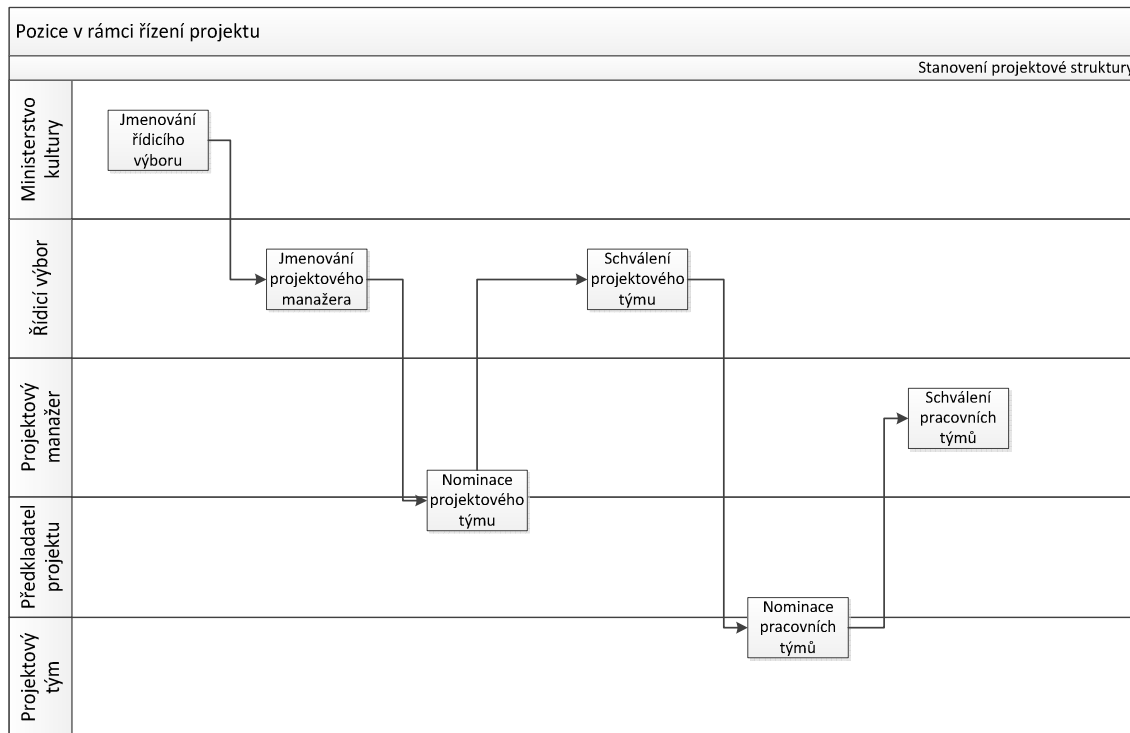 Pozice v rámci řízení projektu
Stanovení projektové struktury
Ministerstvo
kultury
Jmenování
řídicího
výboru
Řídicí výbor
Jmenování
projektového
manažera
Schválení
projektového
týmu
Projektový
manažer
Schválení
pracovních
týmů
Nominace
projektového
týmu
Předkladatel
projektu
Nominace
pracovních
týmů
Projektový
tým